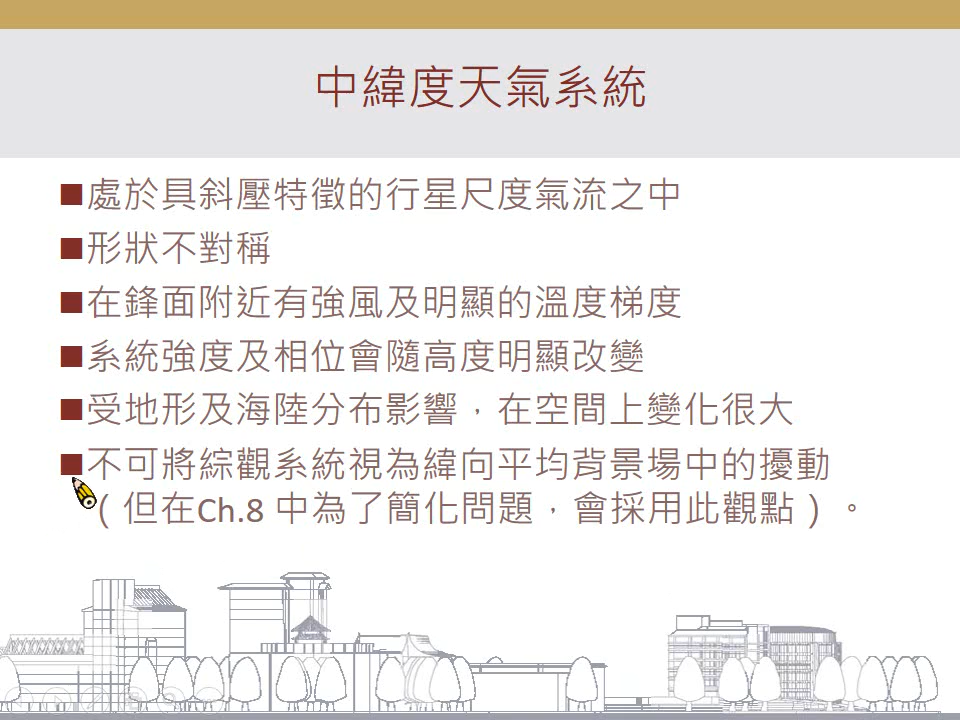 中緯度天氣系統
■處於具斜壓特徵的行星尺度氣流之中
■形狀不對稱
■在鋒面附近有強風及明顯的溫度梯度
■系統強度及相位會隨高度明顯改變
■受地形及海陸分布影響，在空間上變化很大
■不可將綜觀系統視為緯向平均背景場中的擾動
（但在Ch.8 中為了簡化問題，會採用此觀點）。